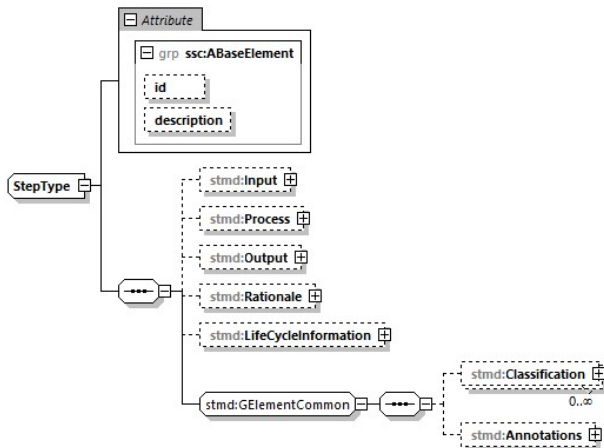 Attribute
grp ssc:ABaseElement
id
description
StepType
stmd:Input
stmd:Process
stmd:Output
stmd:Rationale
stmd:LifeCycleInformation
stmd:GElementCommon
stmd:Classification
0..∞
stmd:Annotations